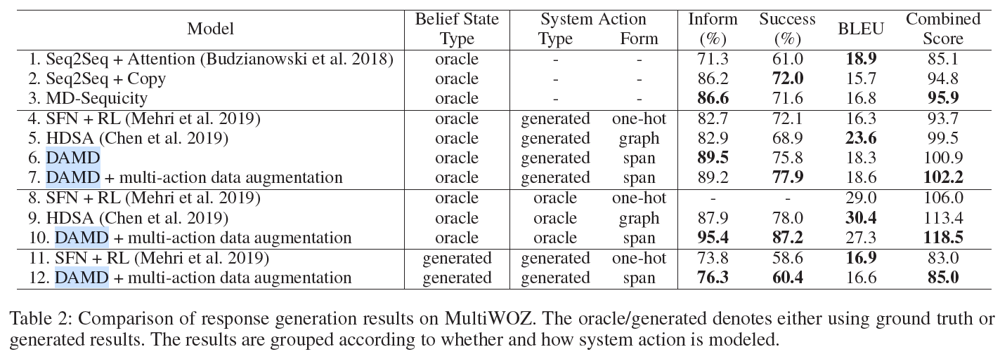 Model Belief State System Action Inform Success BLEU Combined
Type Type Form (%) (%) Score
1. Seq2Seq + Attention (Budzianowski et al. 2018) oracle - - 71.3 61.0 18.9 85.1
2. Seq2Seq + Copy oracle - - 86.2 72.0 15.7 94.8
3. MD-Sequicity oracle - - 86.6 71.6 16.8 95.9
4. SFN + RL (Mehri et al. 2019) oracle generated one-hot 82.7 72.1 16.3 93.7
5. HDSA (Chen et al. 2019) oracle generated graph 82.9 68.9 23.6 99.5
6. DAMD oracle generated span 89.5 75.8 18.3 100.9
7. DAMD + multi-action data augmentation oracle generated span 89.2 77.9 18.6 102.2
8. SFN + RL (Mehri et al. 2019) oracle oracle one-hot - - 29.0 106.0
9. HDSA (Chen et al. 2019) oracle oracle graph 87.9 78.0 30.4 113.4
10. DAMD + multi-action data augmentation oracle oracle span 95.4 87.2 27.3 118.5
11. SFN + RL (Mehri et al. 2019) generated generated one-hot 73.8 58.6 16.9 83.0
12. DAMD + multi-action data augmentation generated generated span 76.3 60.4 16.6 85.0
Table 2: Comparison of response generation results on MultiWOZ. The oracle/generated denotes either using ground truth or
generated results. The results are grouped according to whether and how system action is modeled.